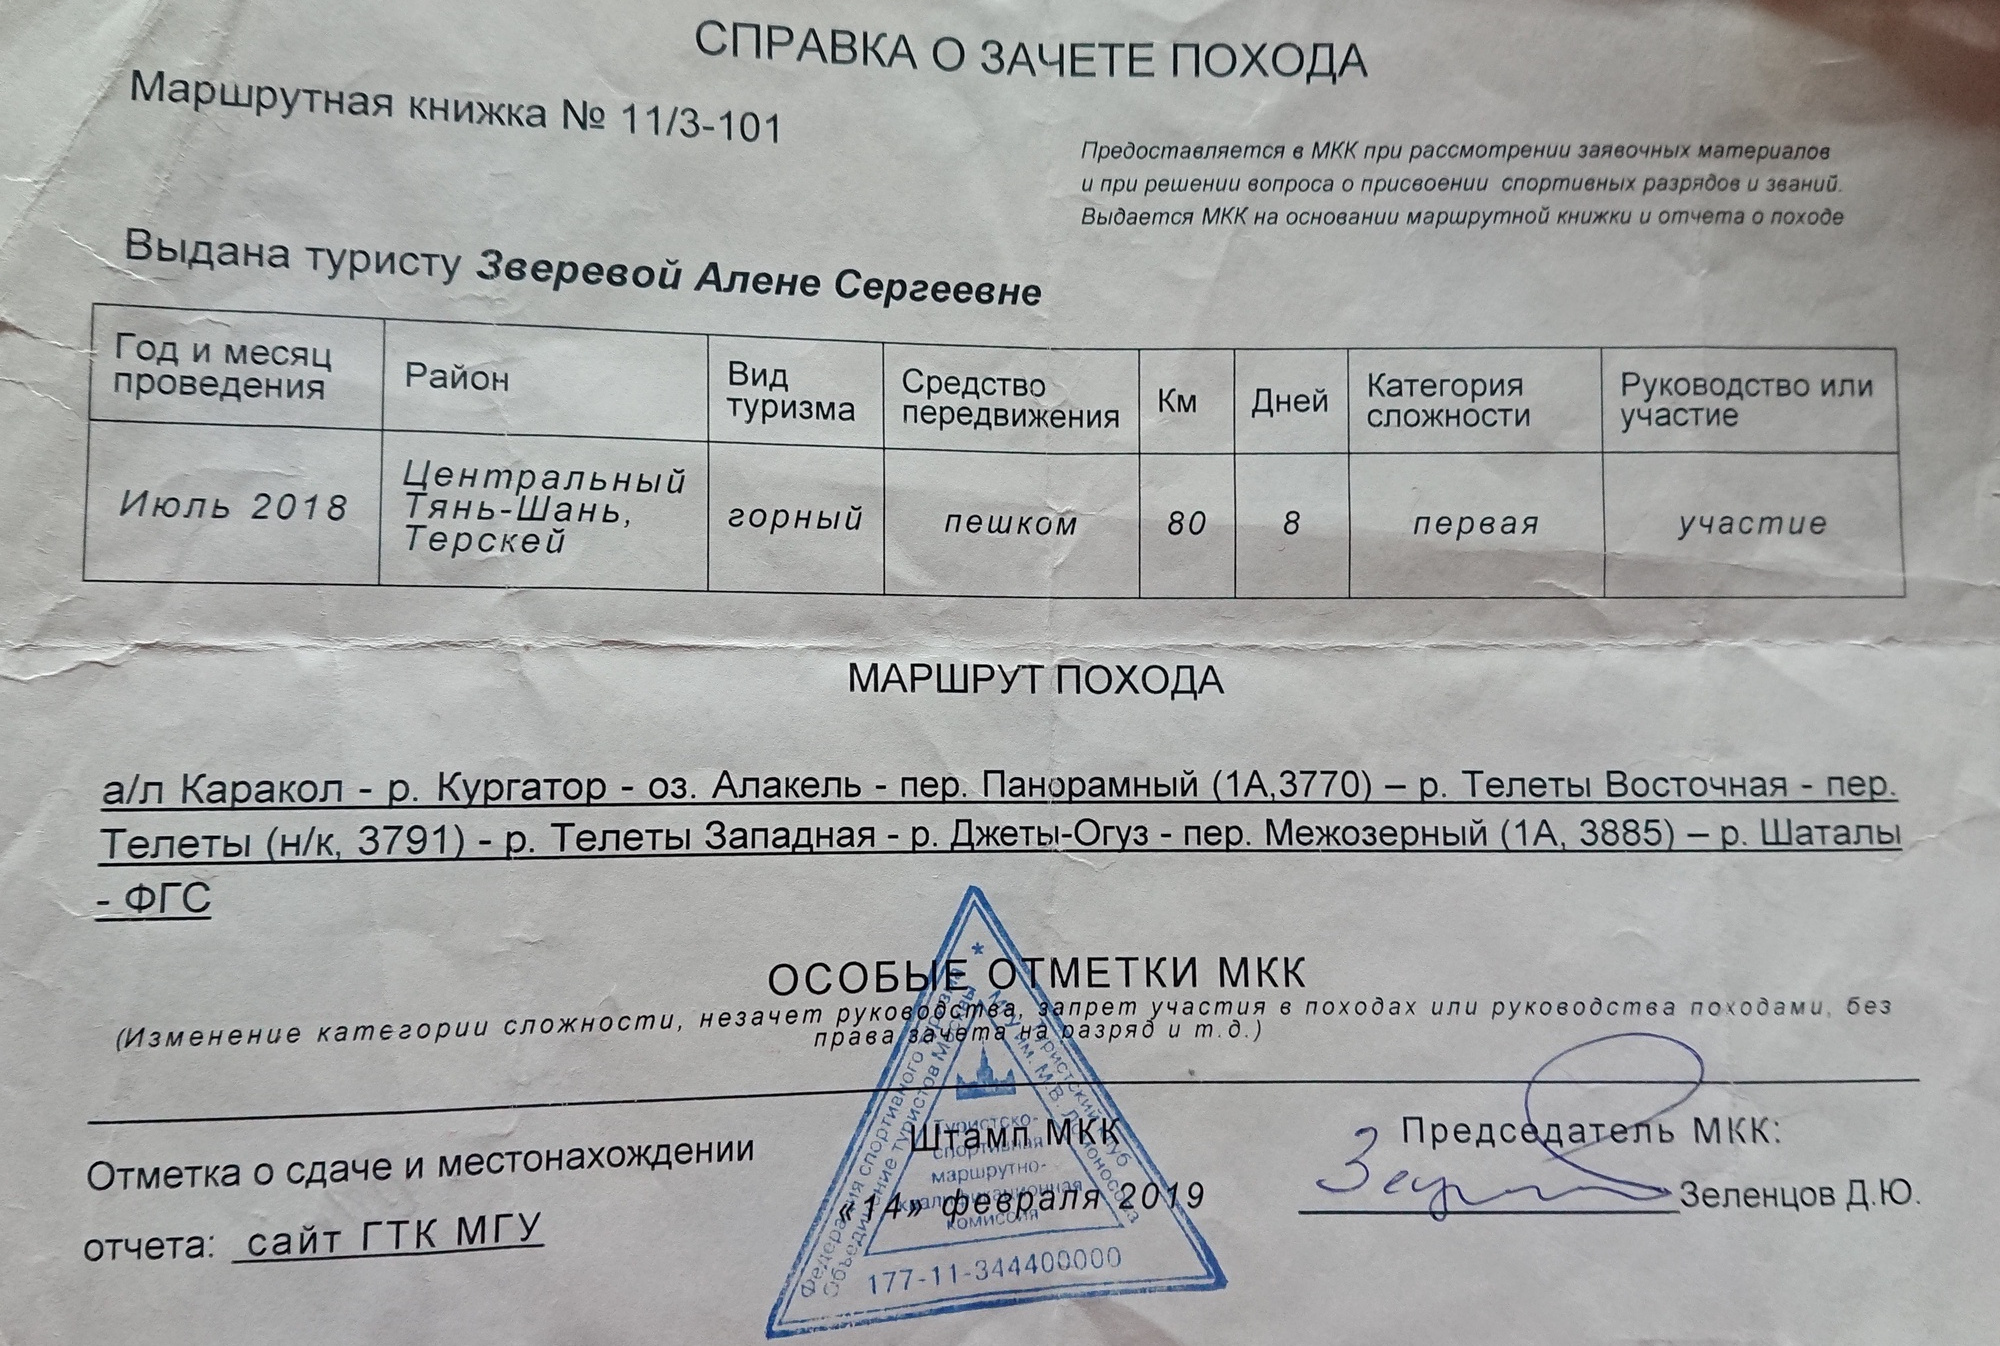 СПРАВКА О ЗАЧЕТЕ ПОХОДА
Маршрутная книжка № 11/3-101
Предоставляется в МКК при рассмотрении заявочных материалов
и при решении вопроса о присвоении спортивных разрядов и званий.
Выдается МКК на основании маршрутной книжки и отчета о походе
Выдана туристу Зверевой Алене Сергеевне
Год и месяц
проведения
Район
Вид
туризма
Средство
передвижения
Км
Дней
Категория
сложности
Руководство или
участие
Июль 2018
Центральный
Тянь-Шань,
Терскей
горный
пешком
80
8
первая
участие
МАРШРУТ ПОХОДА
а/л Каракол - р. Кургатор - оз. Алакель - пер. Панорамный (1А,3770) – р. Телеты Восточная - пер.
Телеты (н/к, 3791) - р. Телеты Западная - р. Джеты-Огуз - пер. Межозерный (1А, 3885) – р. Шаталы
- ФГС
ОСОБЫЕ ОТМЕТКИ МКК
(Изменение категории сложности, незачет руководства, запрет участия в походах или руководства походами, без
права зачета на разряд и т.д.)
Отметка о сдаче и местонахождении
отчета: сайт ГТК МГУ
Штамп МКК
«14» февраля 2019
Председатель МКК:
Зеленцов Д.Ю.
Федерация спортивного туризма
Объединение туристов Москвы
* Туристский клуб
МГУ им. М.В. Ломоносова
Туристско-
спортивная
маршрутно-
квалификационная
комиссия
177-11-344400000